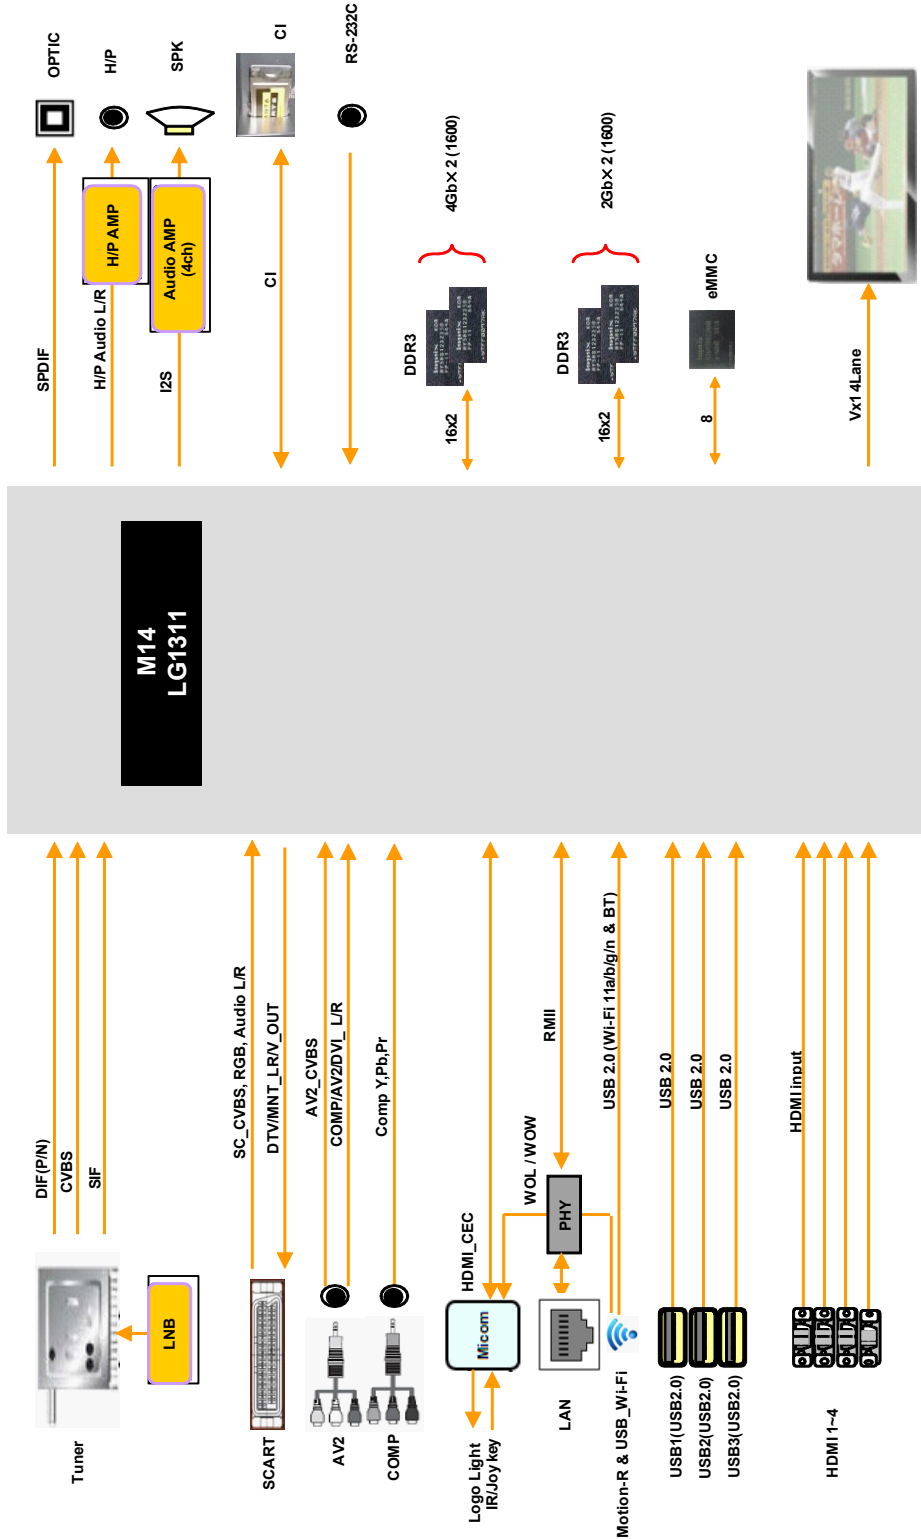 Tuner
LNB
DIF(P/N)
CVBS
SIF
SCART
SC_CVBS, RGB, Audio L/R
DTV/MNT_LR/V_OUT
AV2
AV2_CVBS
COMP/AV2/DVI_ L/R
COMP
Comp Y,Pb,Pr
Logo Light
IR/Joy key
Micom
HDMI_CEC
WOL / WOW
LAN
PHY
RMII
Motion-R & USB_Wi-Fi
USB 2.0 (Wi-Fi 11a/b/g/n & BT)
USB1(USB2.0)
USB 2.0
USB2(USB2.0)
USB 2.0
USB3(USB2.0)
USB 2.0
HDMI 1~4
HDMI input
M14
LG1311
SPDIF
OPTIC
H/P Audio L/R
H/P AMP
H/P
I2S
Audio AMP
(4ch)
SPK
CI
CI
RS-232C
16x2
DDR3
4Gb× 2 (1600)
16x2
DDR3
2Gb× 2 (1600)
8
eMMC
Vx1 4Lane